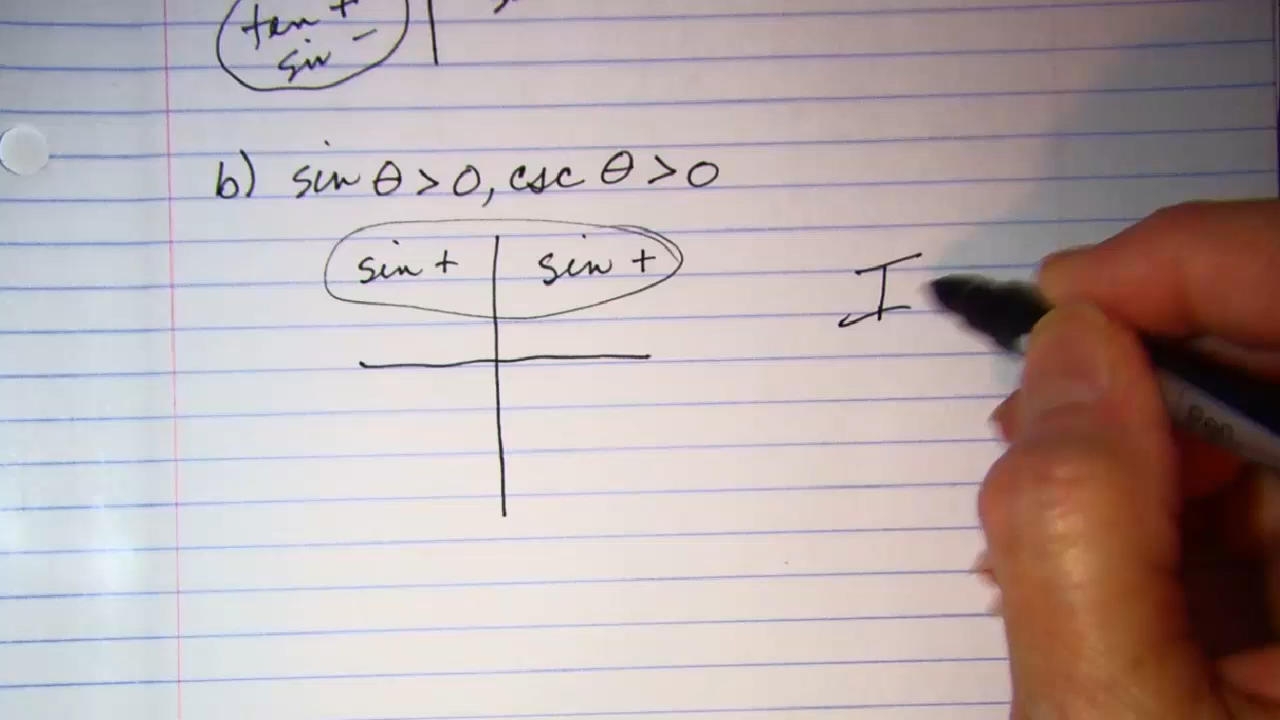 tan +
sin −
b) sin θ > 0, csc θ > 0
sin + sin +
I